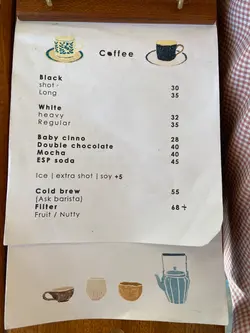 Coffee
Black
shot · 30
Long 35
White
heavy 32
Regular 35
Baby cinno 28
Double chocolate 40
Mocha 40
ESP soda 45
Ice | extra shot | soy +5
Cold brew 55
(Ask barista)
Filter 68 +
Fruit / Nutty